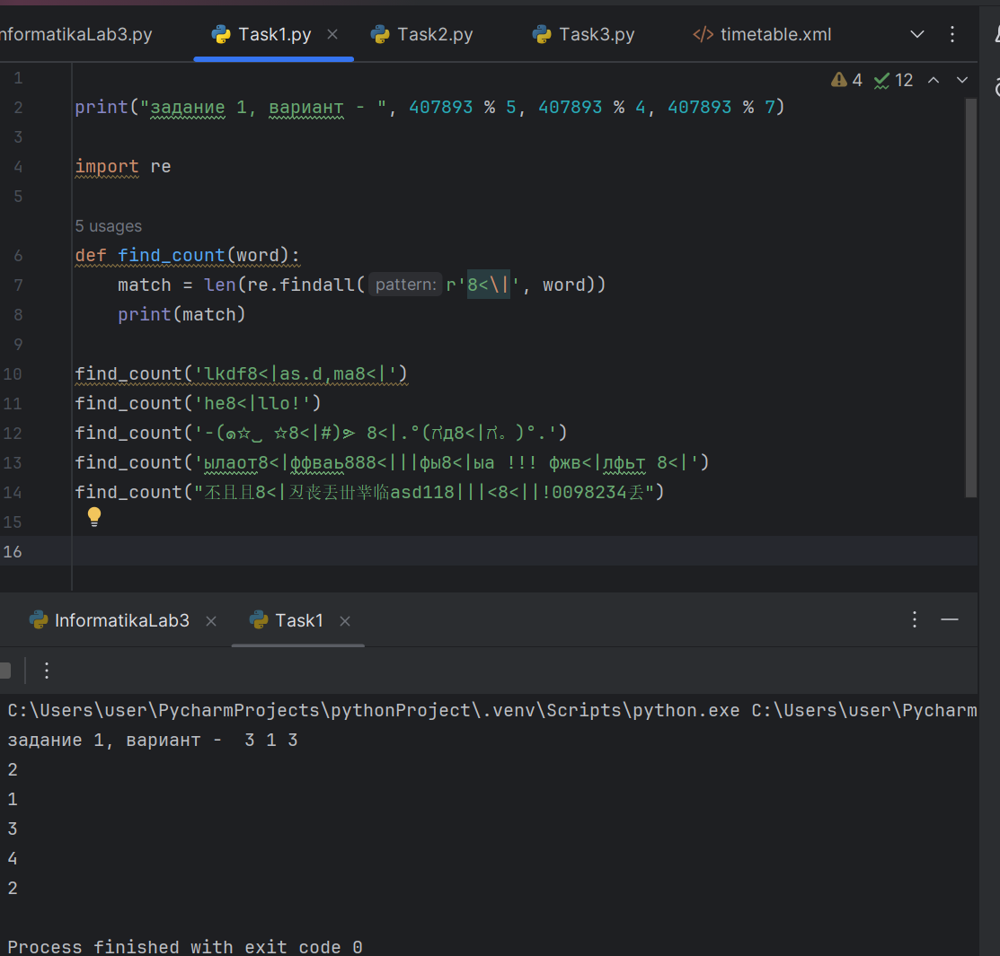 nformatikaLab3.py Task1.py Task2.py Task3.py timetable.xml
4 12
1
2 print("задание 1, вариант - ", 407893 % 5, 407893 % 4, 407893 % 7)
3
4 import re
5
5 usages
6 def find_count(word):
7 match = len(re.findall( pattern: r'8<\|', word))
8 print(match)
9
10 find_count('lkdf8<|as.d,ma8<|')
11 find_count('he8<|llo!')
12 find_count('-(๑☆‿ ☆8<|#)ᕗ 8<|.°(ಗд8<|ಗ。)°.')
13 find_count('ылаот8<|ффваь888<|||фы8<|ыа !!! фжв<|лфьт 8<|')
14 find_count("丕且且8<|丒丧丟丗丵临asd118|||<8<||!0098234丢")
15
16
InformatikaLab3 Task1
C:\Users\user\PycharmProjects\pythonProject\.venv\Scripts\python.exe C:\Users\user\Pycharm
задание 1, вариант -  3 1 3
2
1
3
4
2
Process finished with exit code 0